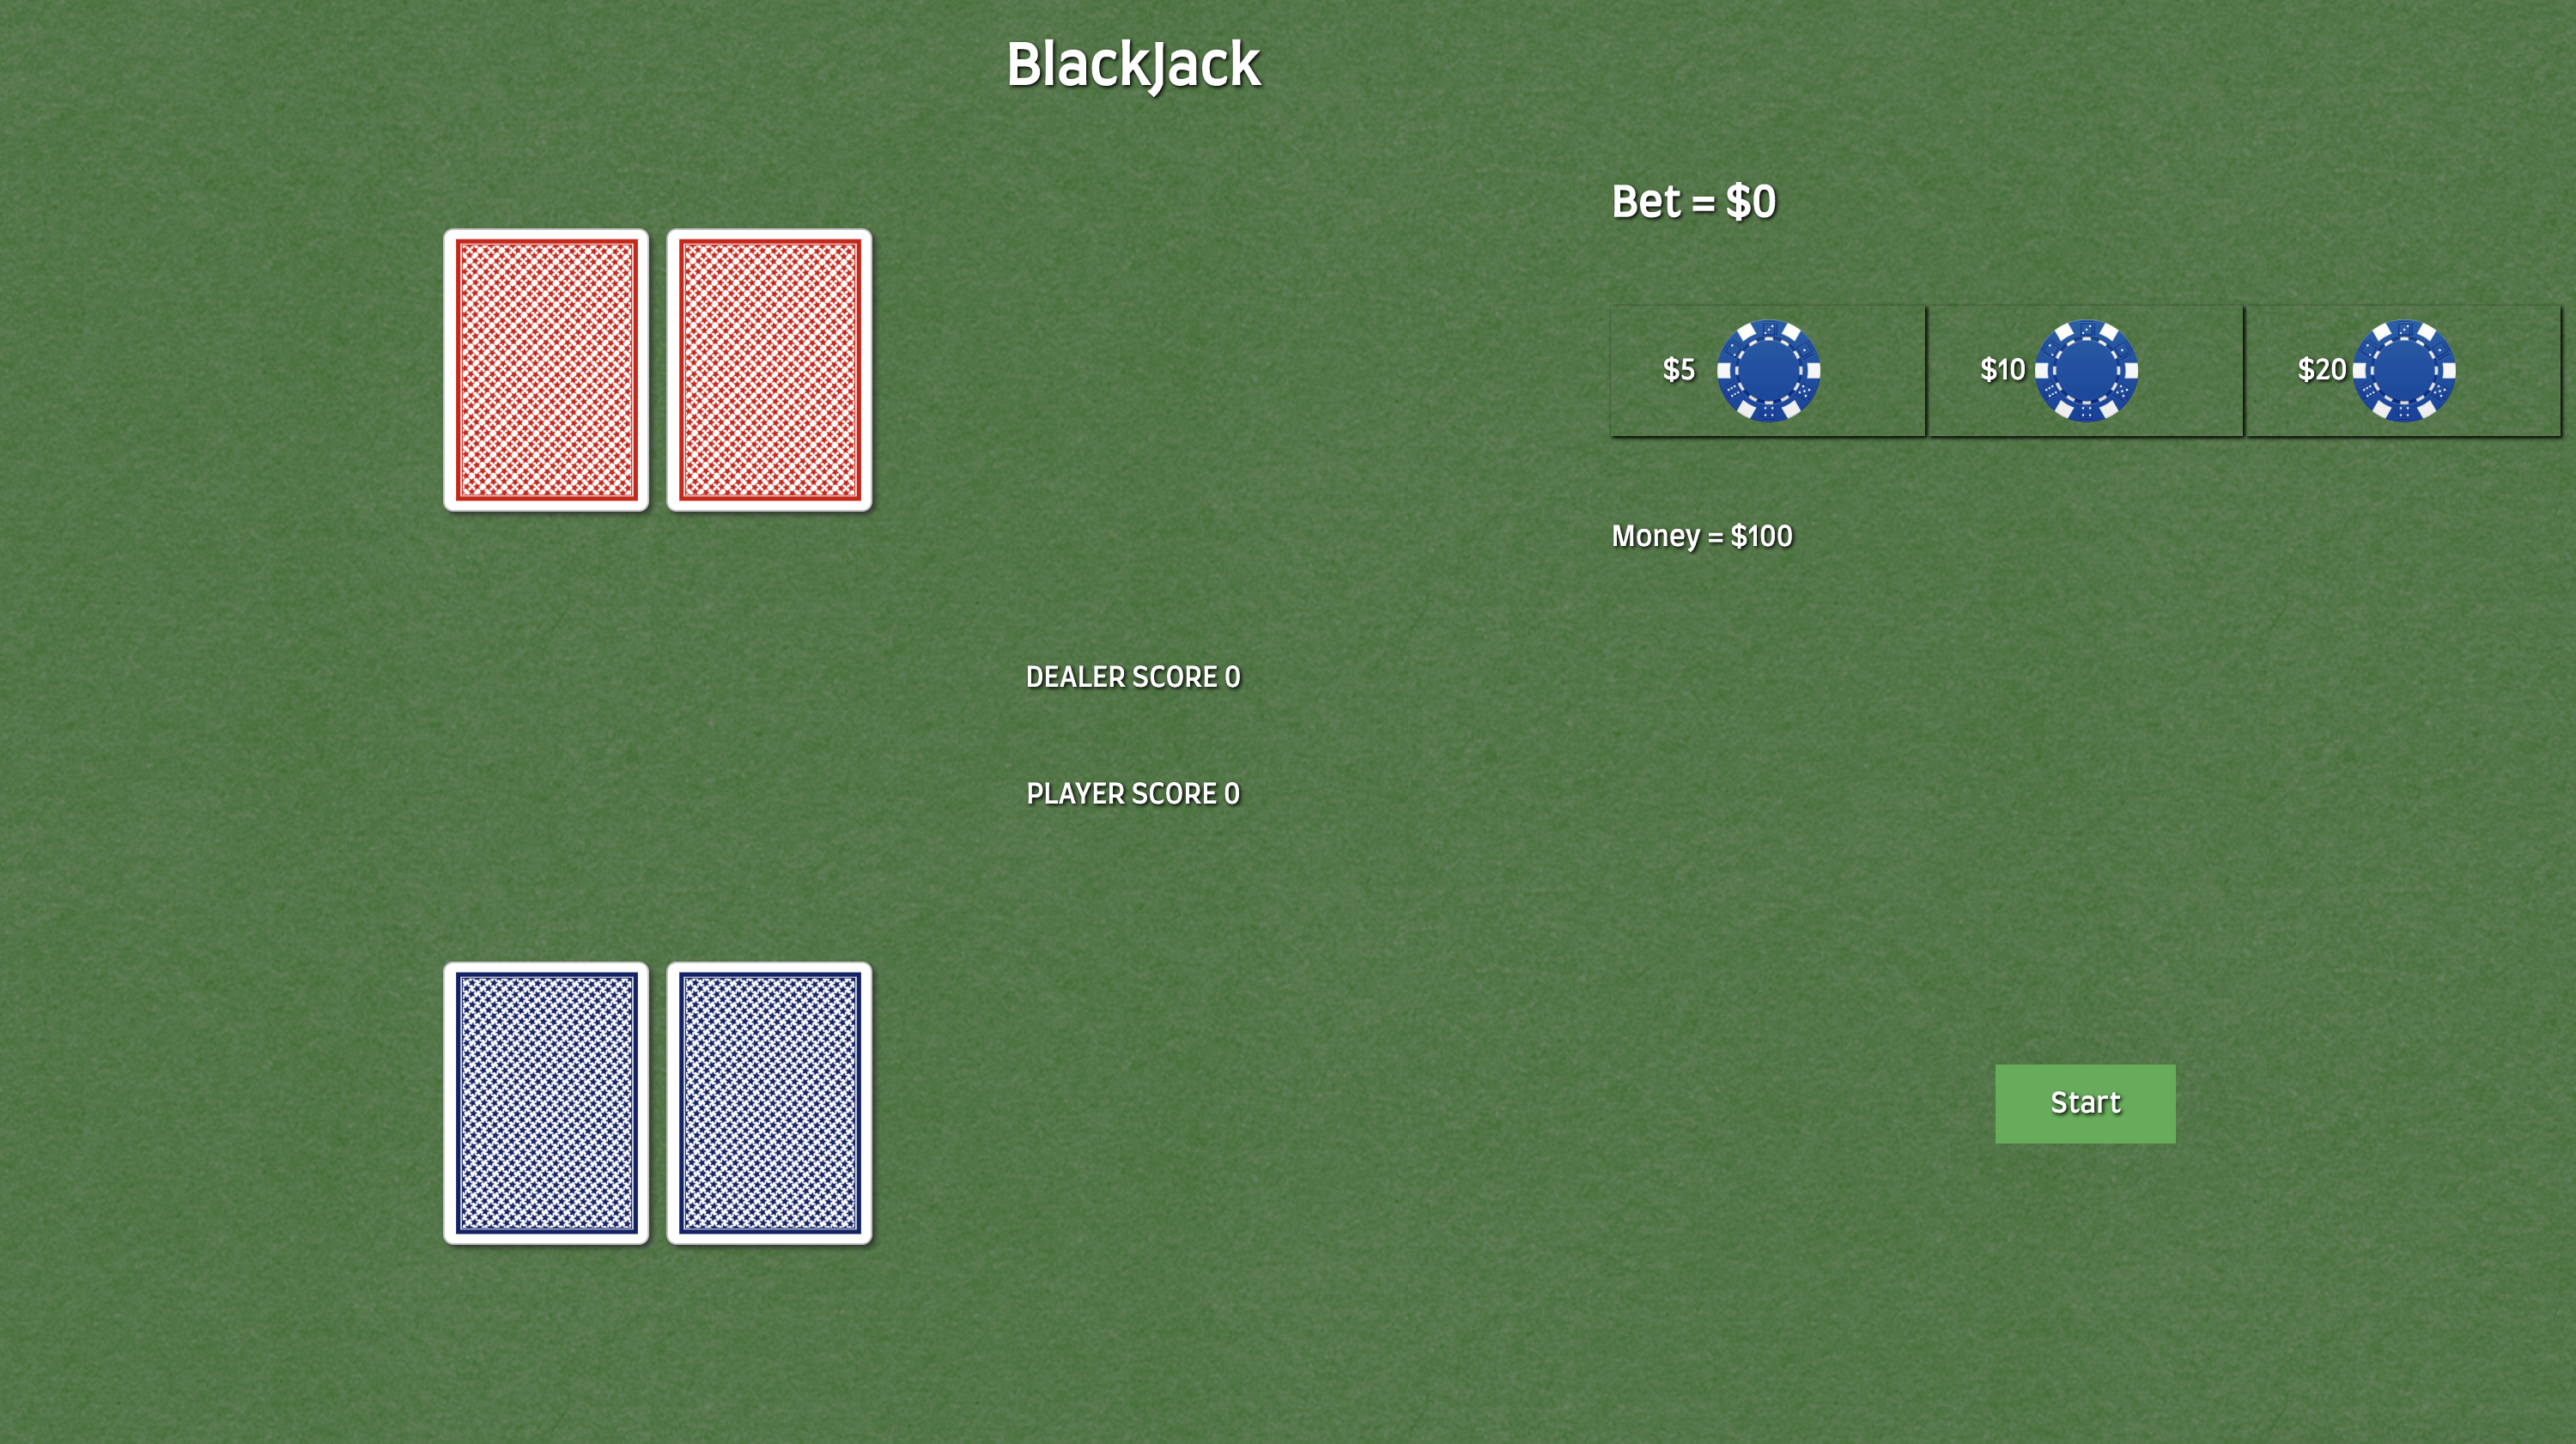 BlackJack
Bet = $0
$5
$10
$20
Money = $100
DEALER SCORE 0
PLAYER SCORE 0
Start